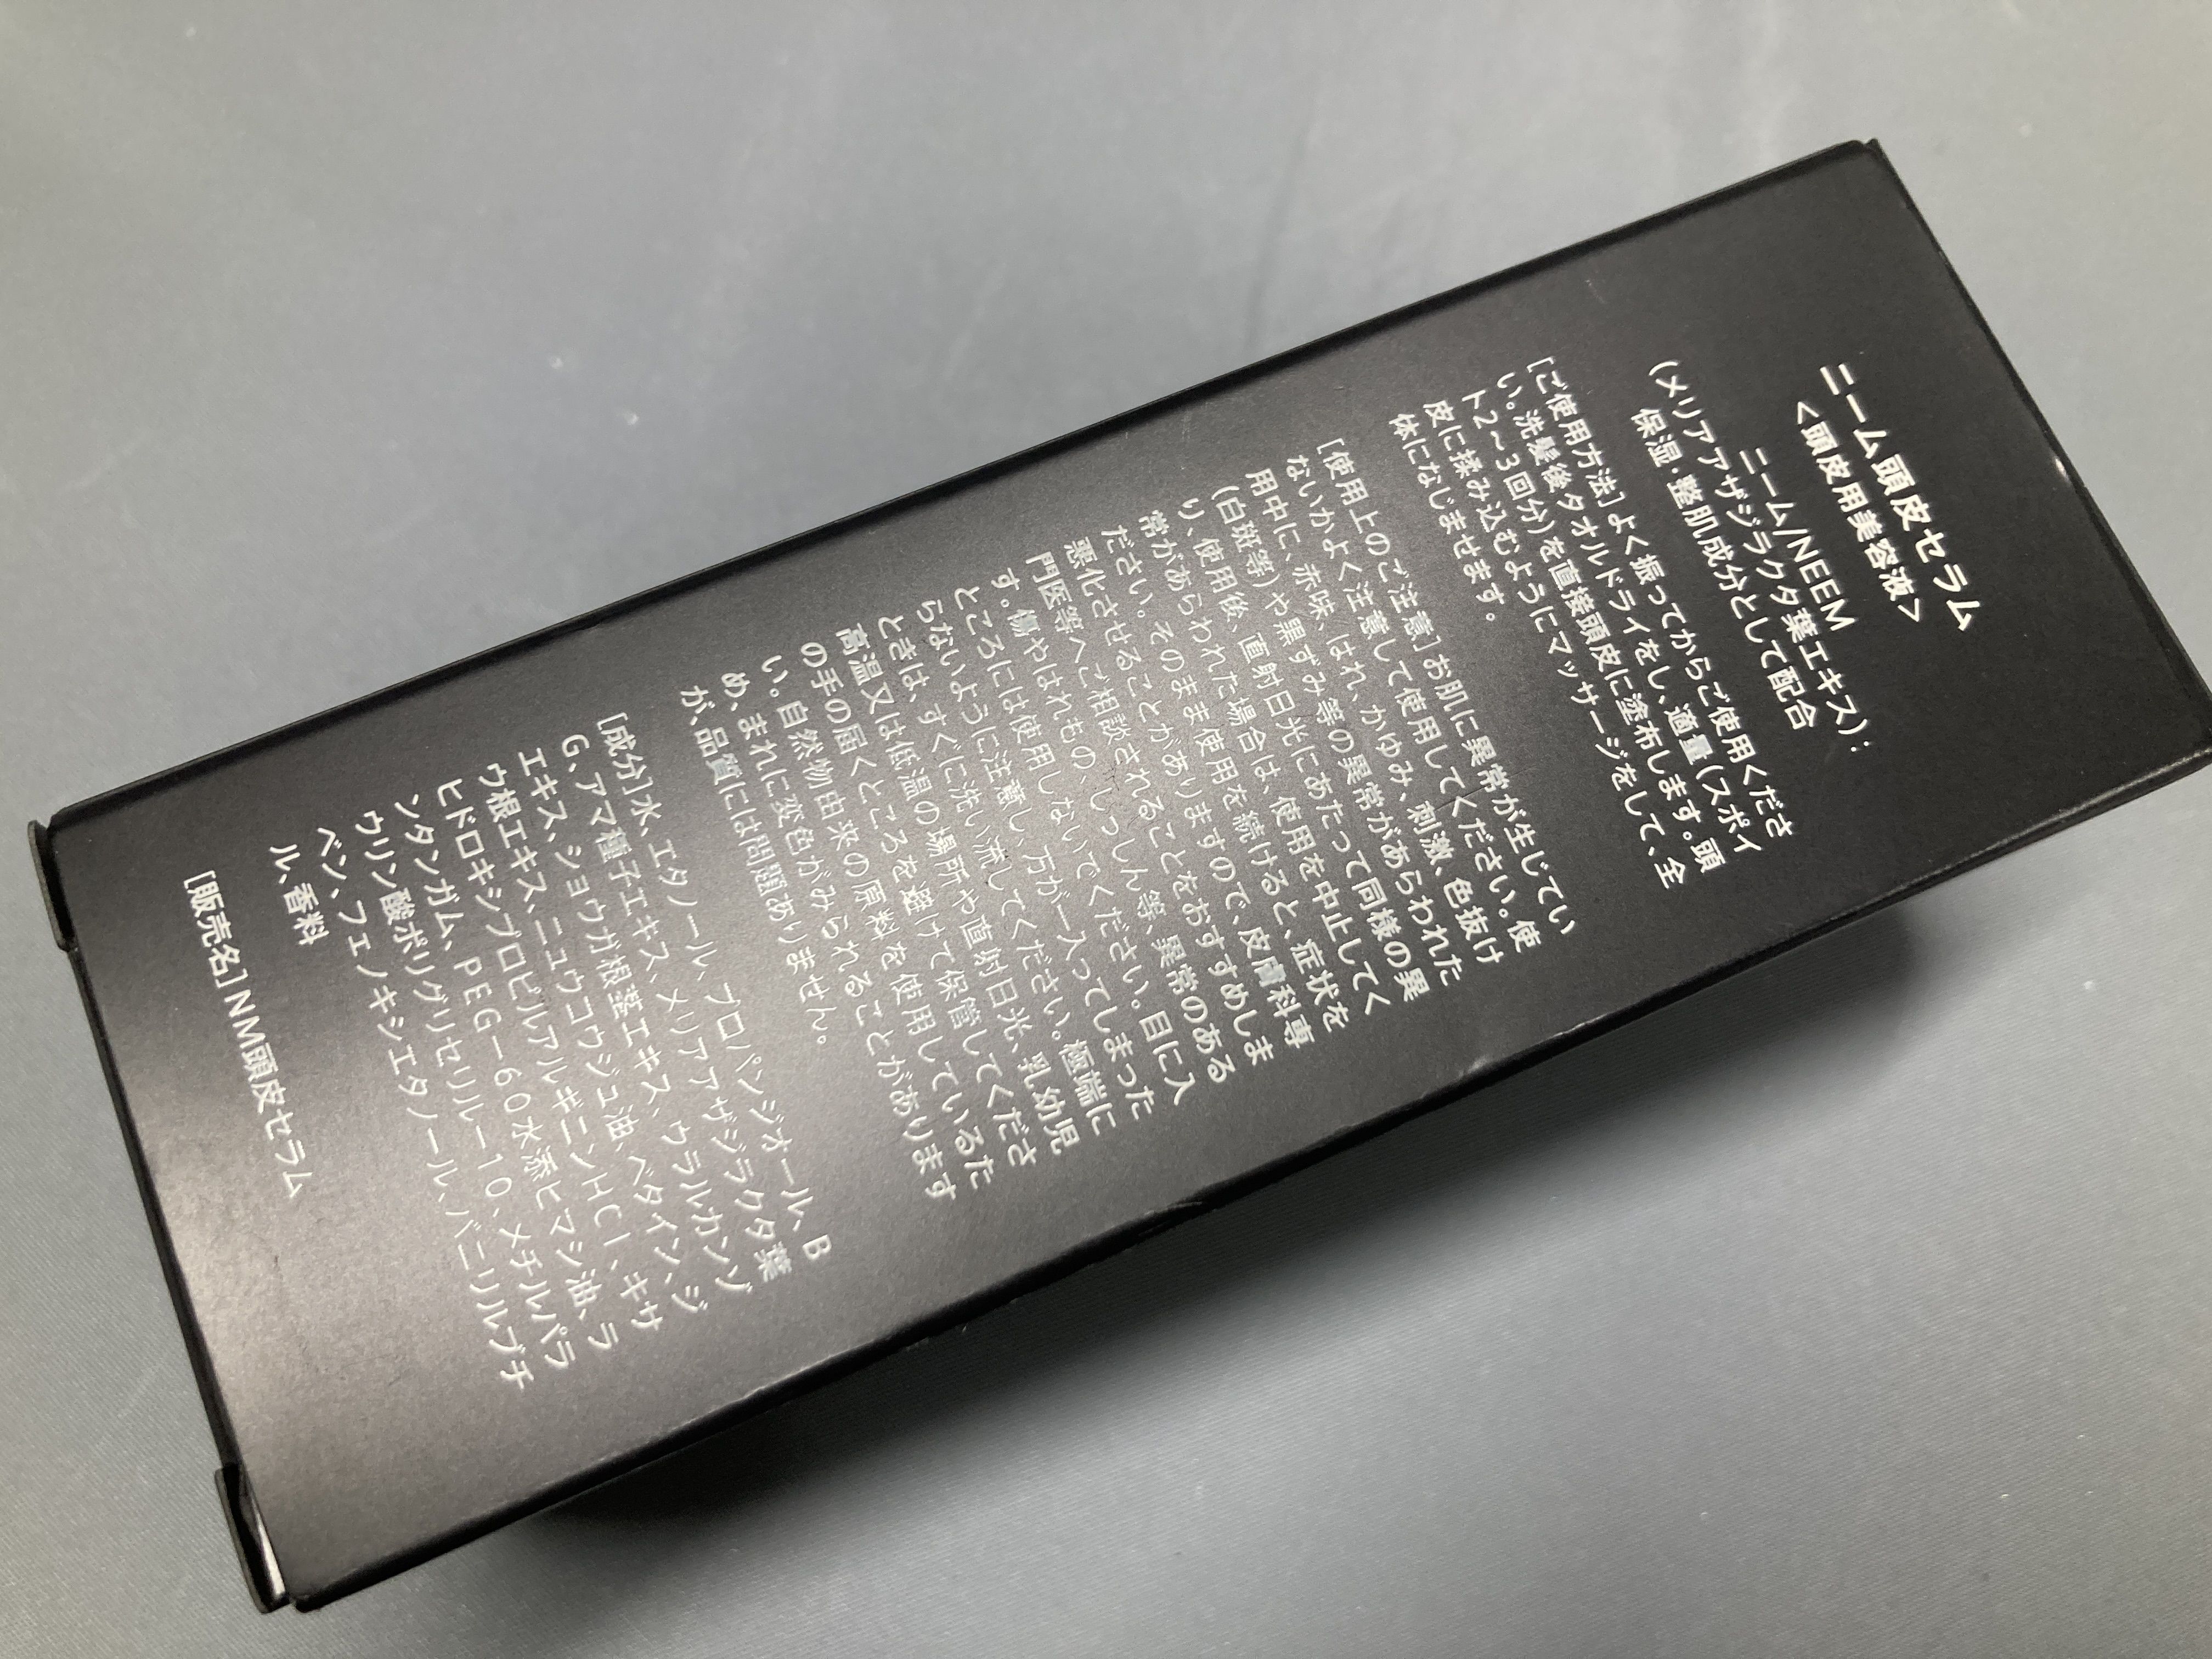 ニーム頭皮セラム
<頭皮用美容液>
ニーム/NEEM
(メリアアザジラクタ葉エキス):
保湿・整肌成分として配合
[ご使用方法]よく振ってからご使用くださ
い。洗髪後タオルドライをし、適量(スポイ
ト2~3回分)を直接頭皮に塗布します。頭
皮に揉み込むようにマッサージをして、全
体になじませます。
[使用上のご注意]お肌に異常が生じてい
ないかよく注意して使用してください。使
用中に、赤味、はれ、かゆみ、刺激、色抜け
(白斑等)や黒ずみ等の異常があらわれた
り、使用後、直射日光にあたって同様の異
常があらわれた場合は、使用を中止してく
ださい。そのまま使用を続けると、症状を
悪化させることがありますので、皮膚科専
門医等へご相談されることをおすすめしま
す。傷やはれもの、しっしん等、異常のある
ところには使用しないでください。目に入
らないように注意し、万が一入ってしまった
ときは、すぐに洗い流してください。極端に
高温又は低温の場所や直射日光、乳幼児
の手の届くところを避けて保管してくださ
い。自然物由来の原料を使用しているた
め、まれに変色がみられることがあります
が、品質には問題ありません。
[成分]水、エタノール、プロパンジオール、B
G、アマ種子エキス、メリアアザジラクタ葉
エキス、ショウガ根茎エキス、ウラルカンゾ
ウ根エキス、ニュウコウジュ油、ベタイン、ジ
ヒドロキシプロピルアルギニンHCl、キサ
ンタンガム、PEG-60水添ヒマシ油、ラ
ウリン酸ポリグリセリル-10、メチルパラ
ベン、フェノキシエタノール、バニリルブチ
ル、香料
[販売名]NM頭皮セラム